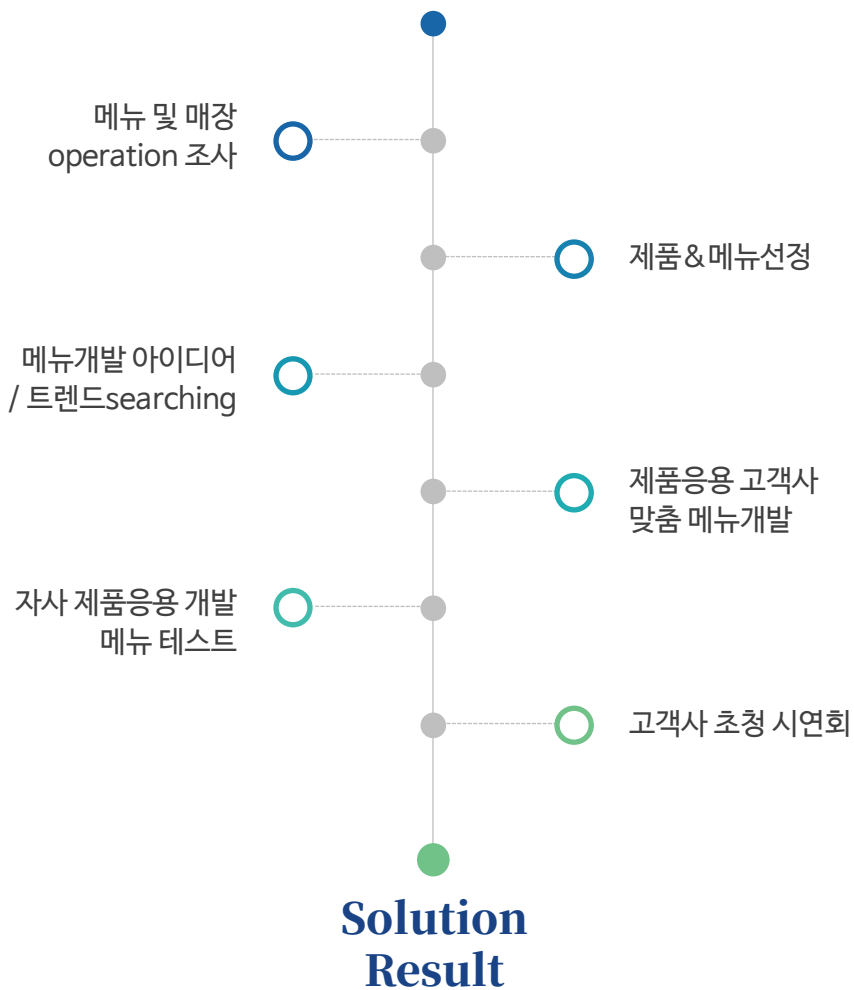 메뉴 및 매장
operation 조사
제품&메뉴선정
메뉴개발 아이디어
/ 트렌드searching
제품응용 고객사
맞춤 메뉴개발
자사 제품응용 개발
메뉴 테스트
고객사 초청 시연회
Solution
Result